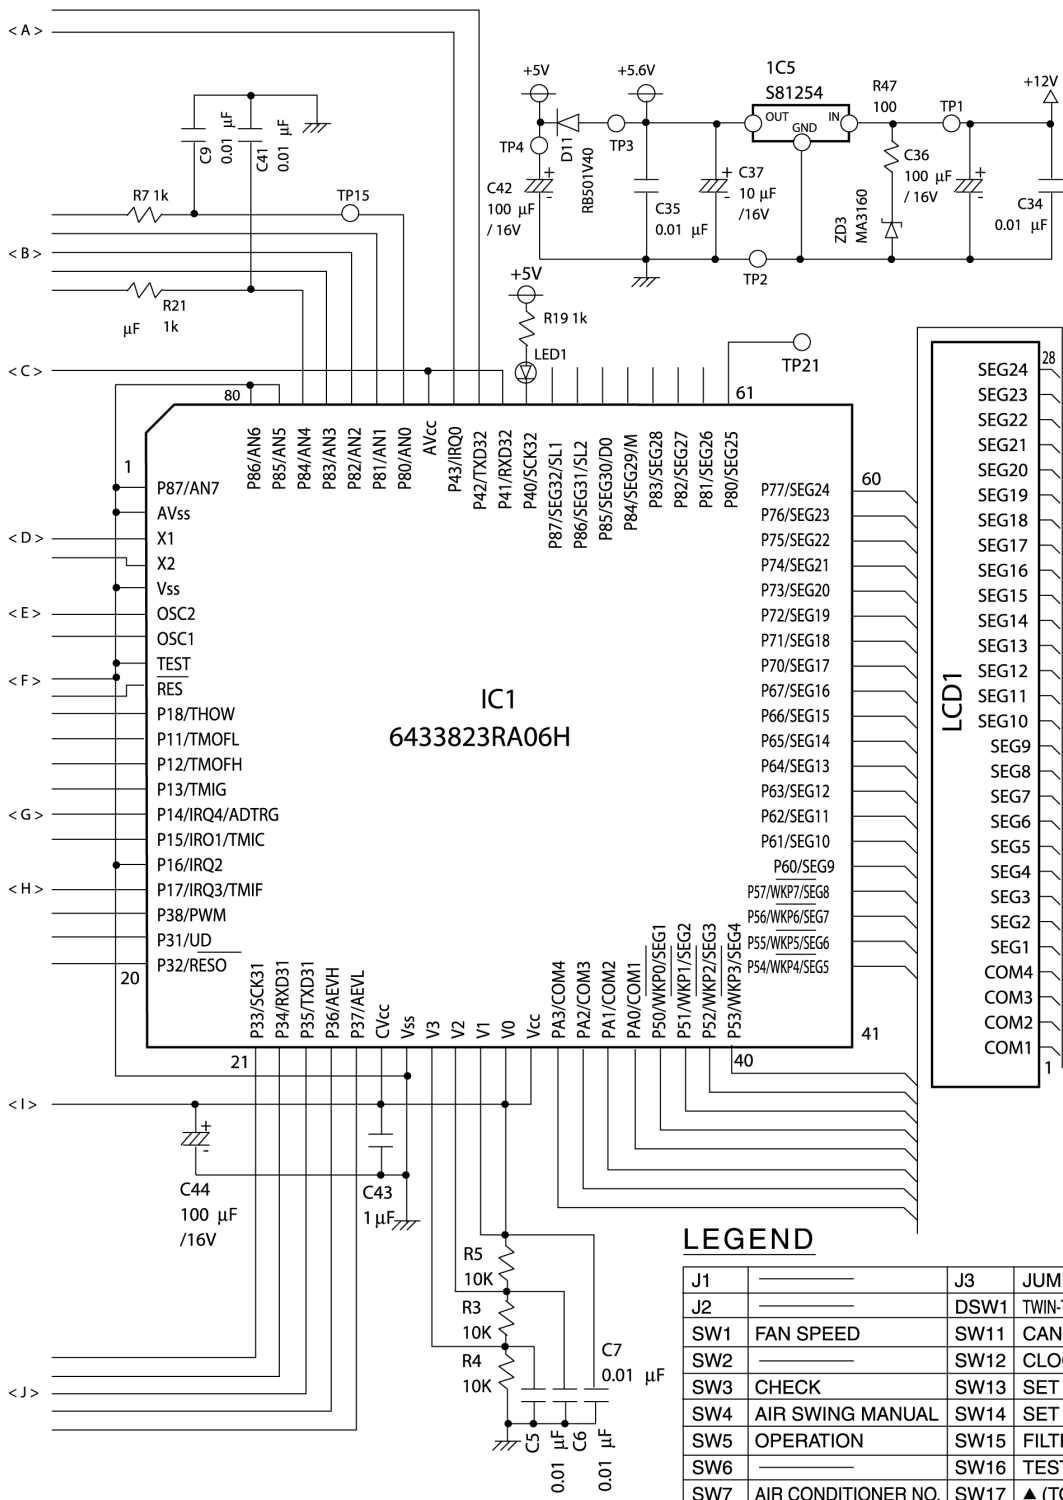 <A>
+5V
+5.6V
1C5
S81254
R47
100
TP1
+12V
OUT
IN
GND
C9
0.01 µF
C41
0.01 µF
TP4
D11
RB501V40
TP3
C42
100 µF
/ 16V
C35
0.01 µF
C37
10 µF
/16V
C36
100 µF
/16V
ZD3
MA3160
C34
0.01 µF
TP2
R7 1k
TP15
<B>
R21
1k
µF
+5V
R19 1k
LED1
TP21
<C>
80
61
P86/AN6
P85/AN5
P84/AN4
P83/AN3
P82/AN2
P81/AN1
P80/AN0
AVcc
P43/IRQ0
P42/TXD32
P41/RXD32
P40/SCK32
P87/SEG32/SL1
P86/SEG31/SL2
P85/SEG30/D0
P84/SEG29/M
P83/SEG28
P82/SEG27
P81/SEG26
P80/SEG25
1
P87/AN7
AVss
<D>
X1
X2
Vss
<E>
OSC2
OSC1
TEST
<F>
RES
P18/THOW
P11/TMOFL
P12/TMOFH
P13/TMIG
<G>
P14/IRQ4/ADTRG
P15/IRO1/TMIC
P16/IRQ2
<H>
P17/IRQ3/TMIF
P38/PWM
P31/UD
P32/RESO
20
IC1
6433823RA06H
60
P77/SEG24
P76/SEG23
P75/SEG22
P74/SEG21
P73/SEG20
P72/SEG19
P71/SEG18
P70/SEG17
P67/SEG16
P66/SEG15
P65/SEG14
P64/SEG13
P63/SEG12
P62/SEG11
P61/SEG10
P60/SEG9
P57/WKP7/SEG8
P56/WKP6/SEG7
P55/WKP5/SEG6
P54/WKP4/SEG5
41
P33/SCK31
P34/RXD31
P35/TXD31
P36/AEVH
P37/AEVL
CVcc
Vss
V3
V2
V1
V0
Vcc
PA3/COM4
PA2/COM3
PA1/COM2
PA0/COM1
P50/WKP0/SEG1
P51/WKP1/SEG2
P52/WKP2/SEG3
P53/WKP3/SEG4
21
40
LCD1
28
SEG24
SEG23
SEG22
SEG21
SEG20
SEG19
SEG18
SEG17
SEG16
SEG15
SEG14
SEG13
SEG12
SEG11
SEG10
SEG9
SEG8
SEG7
SEG6
SEG5
SEG4
SEG3
SEG2
SEG1
COM4
COM3
COM2
COM1
1
<I>
C44
100 µF
/16V
C43
1 µF
R5
10K
R3
10K
R4
10K
C7
0.01 µF
C5
0.01 µF
C6
0.01 µF
<J>
LEGEND
J1 J3 JUM
J2 DSW1 TWIN-
SW1 FAN SPEED SW11 CAN
SW2 SW12 CLO
SW3 CHECK SW13 SET
SW4 AIR SWING MANUAL SW14 SET
SW5 OPERATION SW15 FILT
SW6 SW16 TEST
SW7 AIR CONDITIONER NO. SW17 ▲ (TO